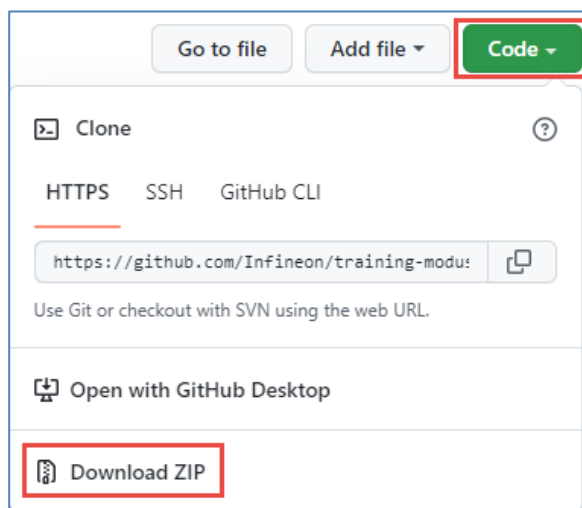 Go to file Add file Code
Clone
HTTPS SSH GitHub CLI
https://github.com/Infineon/training-modus
Use Git or checkout with SVN using the web URL.
Open with GitHub Desktop
Download ZIP